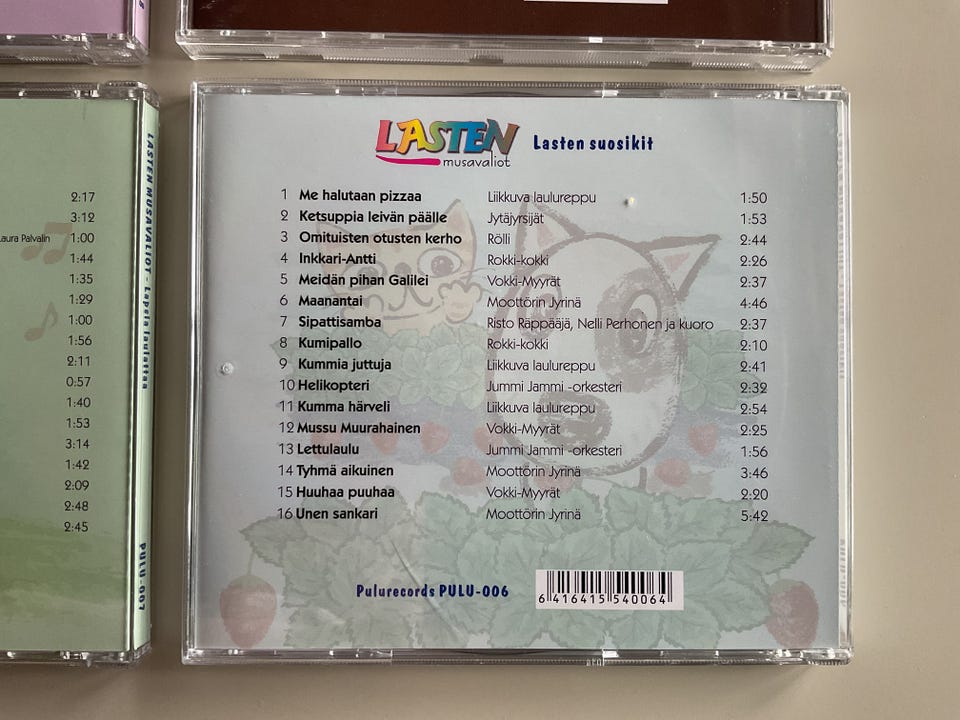 2:17
3:12
Laura Palvalin 1:00
1:44
1:35
1:29
1:00
1:56
2:11
0:57
1:40
1:53
3:14
1:42
2:09
2:48
2:45
LASTEN MUSAVALIOT - Lapela laulattaa
PULU-007
LASTEN
musavaliot
Lasten suosikit
1 Me halutaan pizzaa Liikkuva laulureppu 1:50
2 Ketsuppia leivän päälle Jytäjyrsijät 1:53
3 Omituisten otusten kerho Rölli 2:44
4 Inkkari-Antti Rokki-kokki 2:26
5 Meidän pihan Galilei Vokki-Myyrät 2:37
6 Maanantai Moottörin Jyrinä 4:46
7 Sipattisamba Risto Räppääjä, Nelli Perhonen ja kuoro 2:37
8 Kumipallo Rokki-kokki 2:10
9 Kummia juttuja Liikkuva laulureppu 2:41
10 Helikopteri Jummi Jammi -orkesteri 2:32
11 Kumma härveli Liikkuva laulureppu 2:54
12 Mussu Muurahainen Vokki-Myyrät 2:25
13 Lettulaulu Jummi Jammi -orkesteri 1:56
14 Tyhmä aikuinen Moottörin Jyrinä 3:46
15 Huuhaa puuhaa Vokki-Myyrät 2:20
16 Unen sankari Moottörin Jyrinä 5:42
Pulurecords PULU-006
6 416415 540064